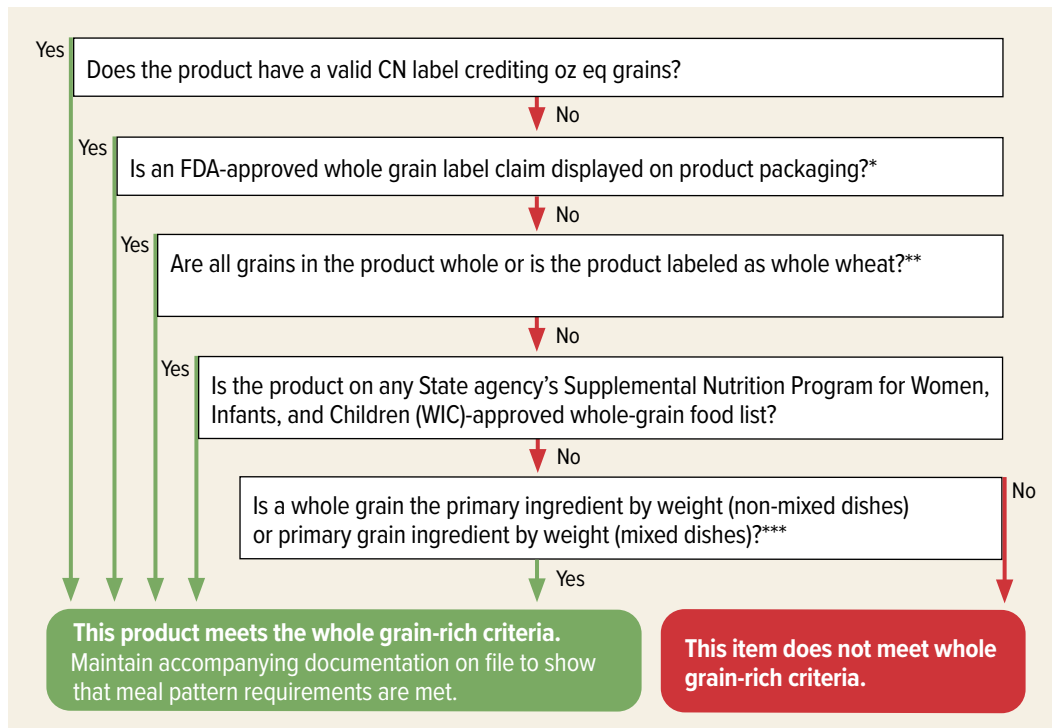 Yes
Does the product have a valid CN label crediting oz eq grains?
No
Yes
Is an FDA-approved whole grain label claim displayed on product packaging?*
No
Yes
Are all grains in the product whole or is the product labeled as whole wheat?**
No
Yes
Is the product on any State agency's Supplemental Nutrition Program for Women,
Infants, and Children (WIC)-approved whole-grain food list?
No
Is a whole grain the primary ingredient by weight (non-mixed dishes)
or primary grain ingredient by weight (mixed dishes)?***
No
Yes
This product meets the whole grain-rich criteria.
Maintain accompanying documentation on file to show
that meal pattern requirements are met.
This item does not meet whole
grain-rich criteria.